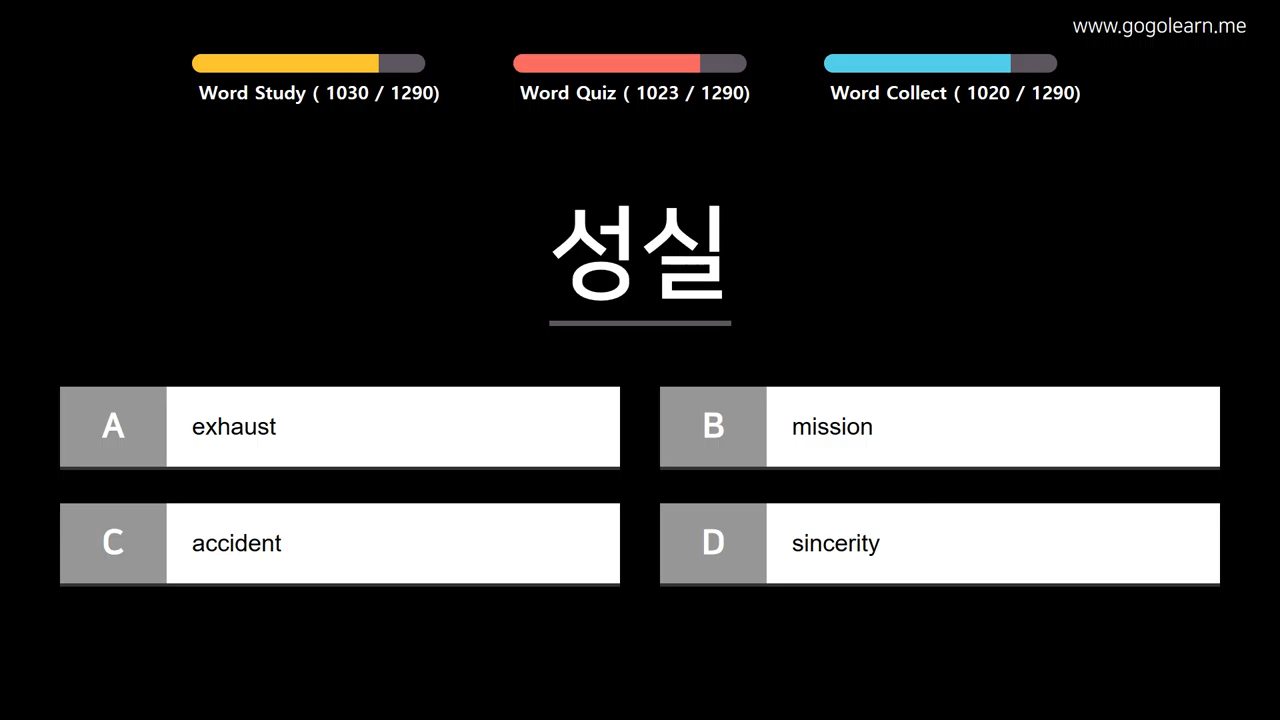 www.gogolearn.me
Word Study ( 1030 / 1290)
Word Quiz ( 1023 / 1290)
Word Collect ( 1020 / 1290)
성실
A exhaust
B mission
C accident
D sincerity